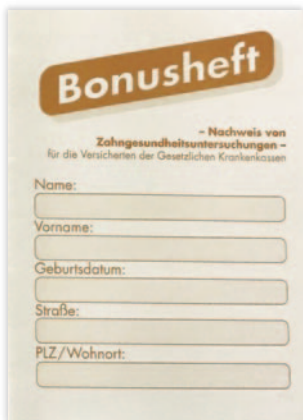 Bonusheft
– Nachweis von
Zahngesundheitsuntersuchungen –
für die Versicherten der Gesetzlichen Krankenkassen
Name:
Vorname:
Geburtsdatum:
Straße:
PLZ/Wohnort: